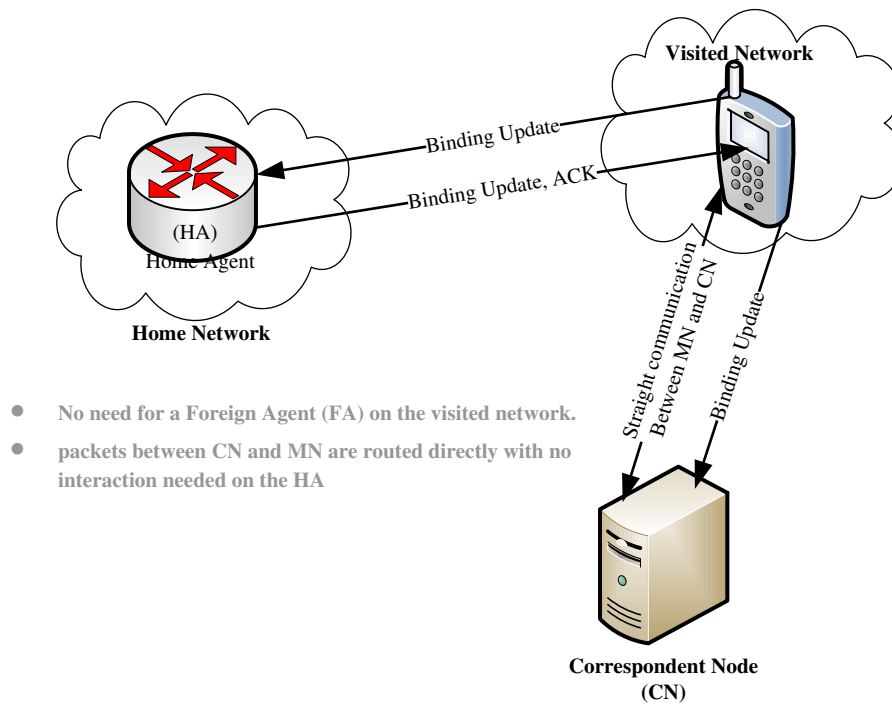 Visited Network
Binding Update
Binding Update, ACK
(HA)
Home Agent
Home Network
Straight communication
Between MN and CN
Binding Update
● No need for a Foreign Agent (FA) on the visited network.
● packets between CN and MN are routed directly with no
interaction needed on the HA
Correspondent Node
(CN)